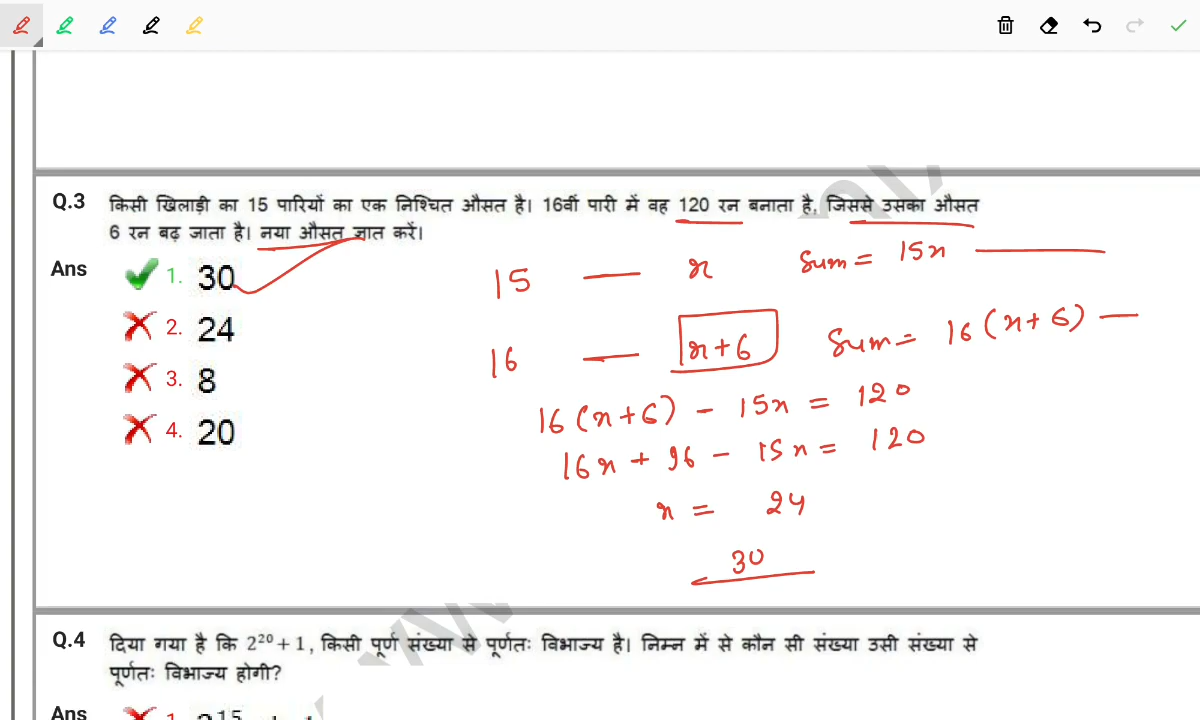 Q.3 किसी खिलाड़ी का 15 पारियों का एक निश्चित औसत है। 16वीं पारी में वह 120 रन बनाता है, जिससे उसका औसत
6 रन बढ़ जाता है। नया औसत ज्ञात करें।
Ans 1. 30
2. 24
3. 8
4. 20
15 — x Sum = 15x
16 — x+6 Sum = 16(x+6)
16(x+6) - 15x = 120
16x + 96 - 15x = 120
x = 24
30
Q.4 दिया गया है कि 2²⁰ + 1, किसी पूर्ण संख्या से पूर्णतः विभाज्य है। निम्न में से कौन सी संख्या उसी संख्या से
पूर्णतः विभाज्य होगी?
Ans 1.